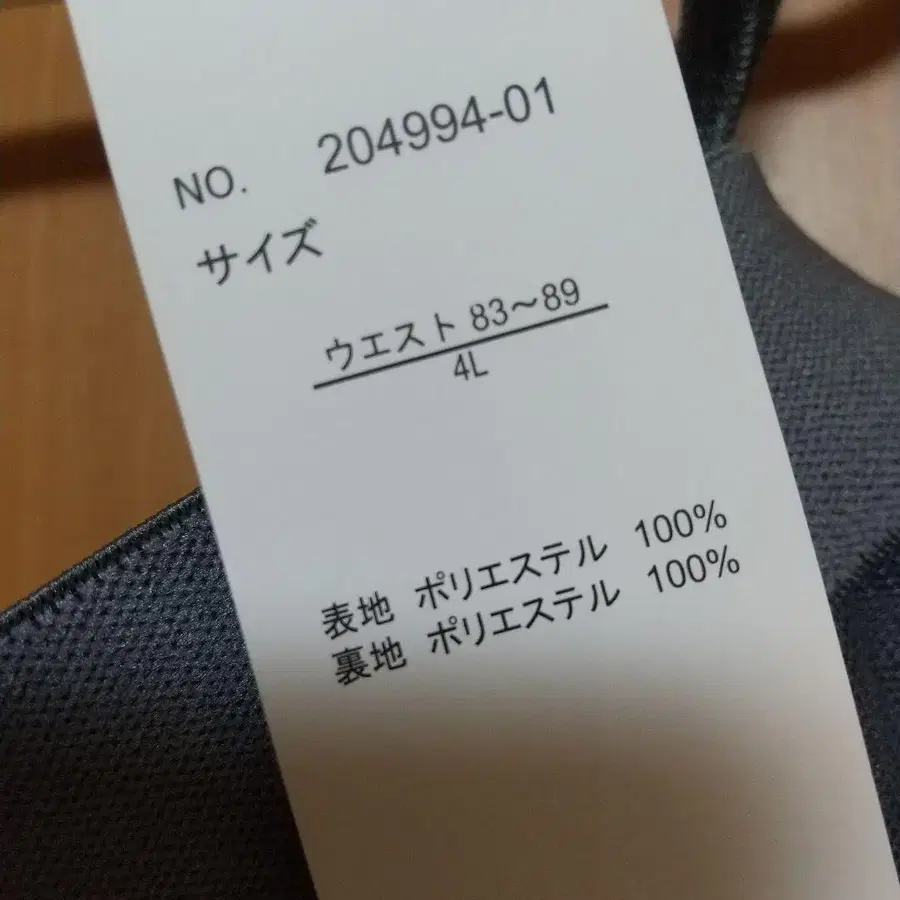 NO. 204994-01
サイズ
ウエスト 83～89
4L
表地 ポリエステル 100%
裏地 ポリエステル 100%